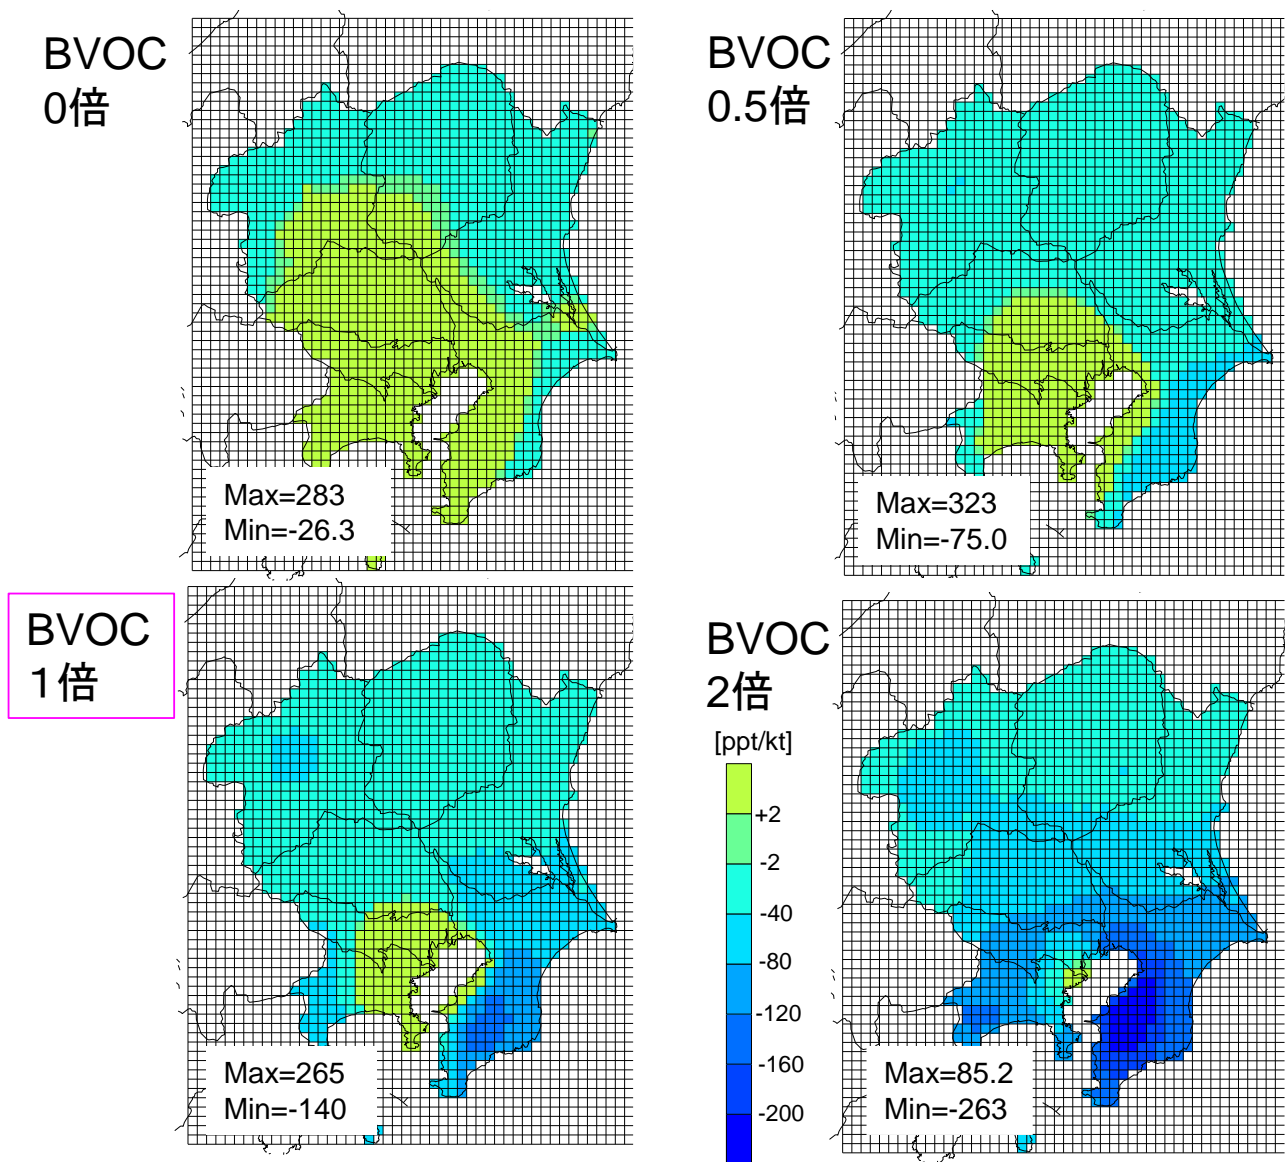 BVOC
0倍
Max=283
Min=-26.3
BVOC
0.5倍
Max=323
Min=-75.0
BVOC
１倍
Max=265
Min=-140
BVOC
2倍
[ppt/kt]
+2
-2
-40
-80
-120
-160
-200
Max=85.2
Min=-263